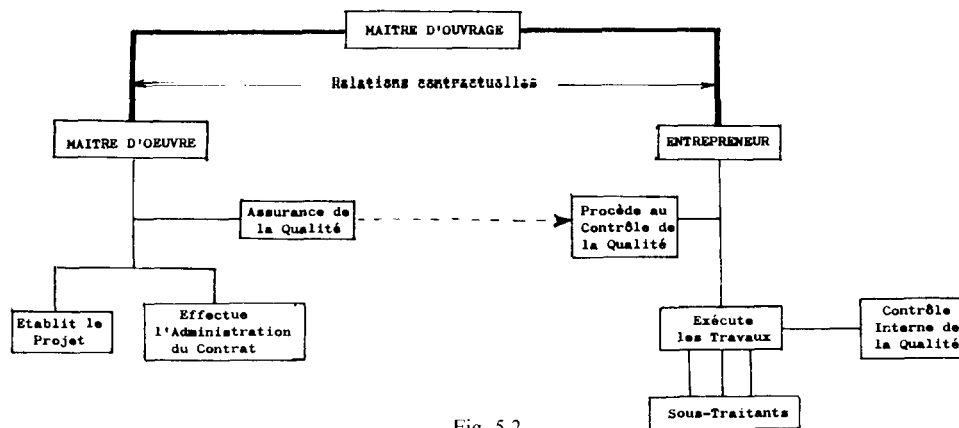 MAITRE D'OUVRAGE
Relations contractuelles
MAITRE D'OEUVRE
ENTREPRENEUR
Assurance de
la Qualité
Procède au
Contrôle de
la Qualité
Etablit le
Projet
Effectue
l'Administration
du Contrat
Exécute
les Travaux
Contrôle
Interne de
la Qualité
Sous-Traitants
Fig. 5.2